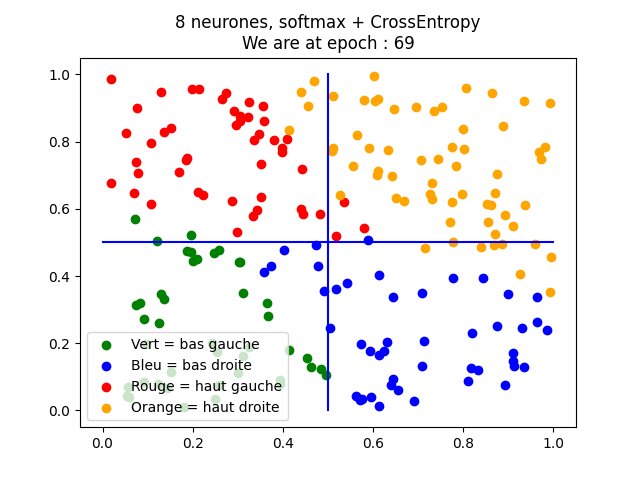 8 neurones, softmax + CrossEntropy
We are at epoch : 69
1.0
0.8
0.6
0.4
0.2
0.0
Vert = bas gauche
Bleu = bas droite
Rouge = haut gauche
Orange = haut droite
0.0 0.2 0.4 0.6 0.8 1.0